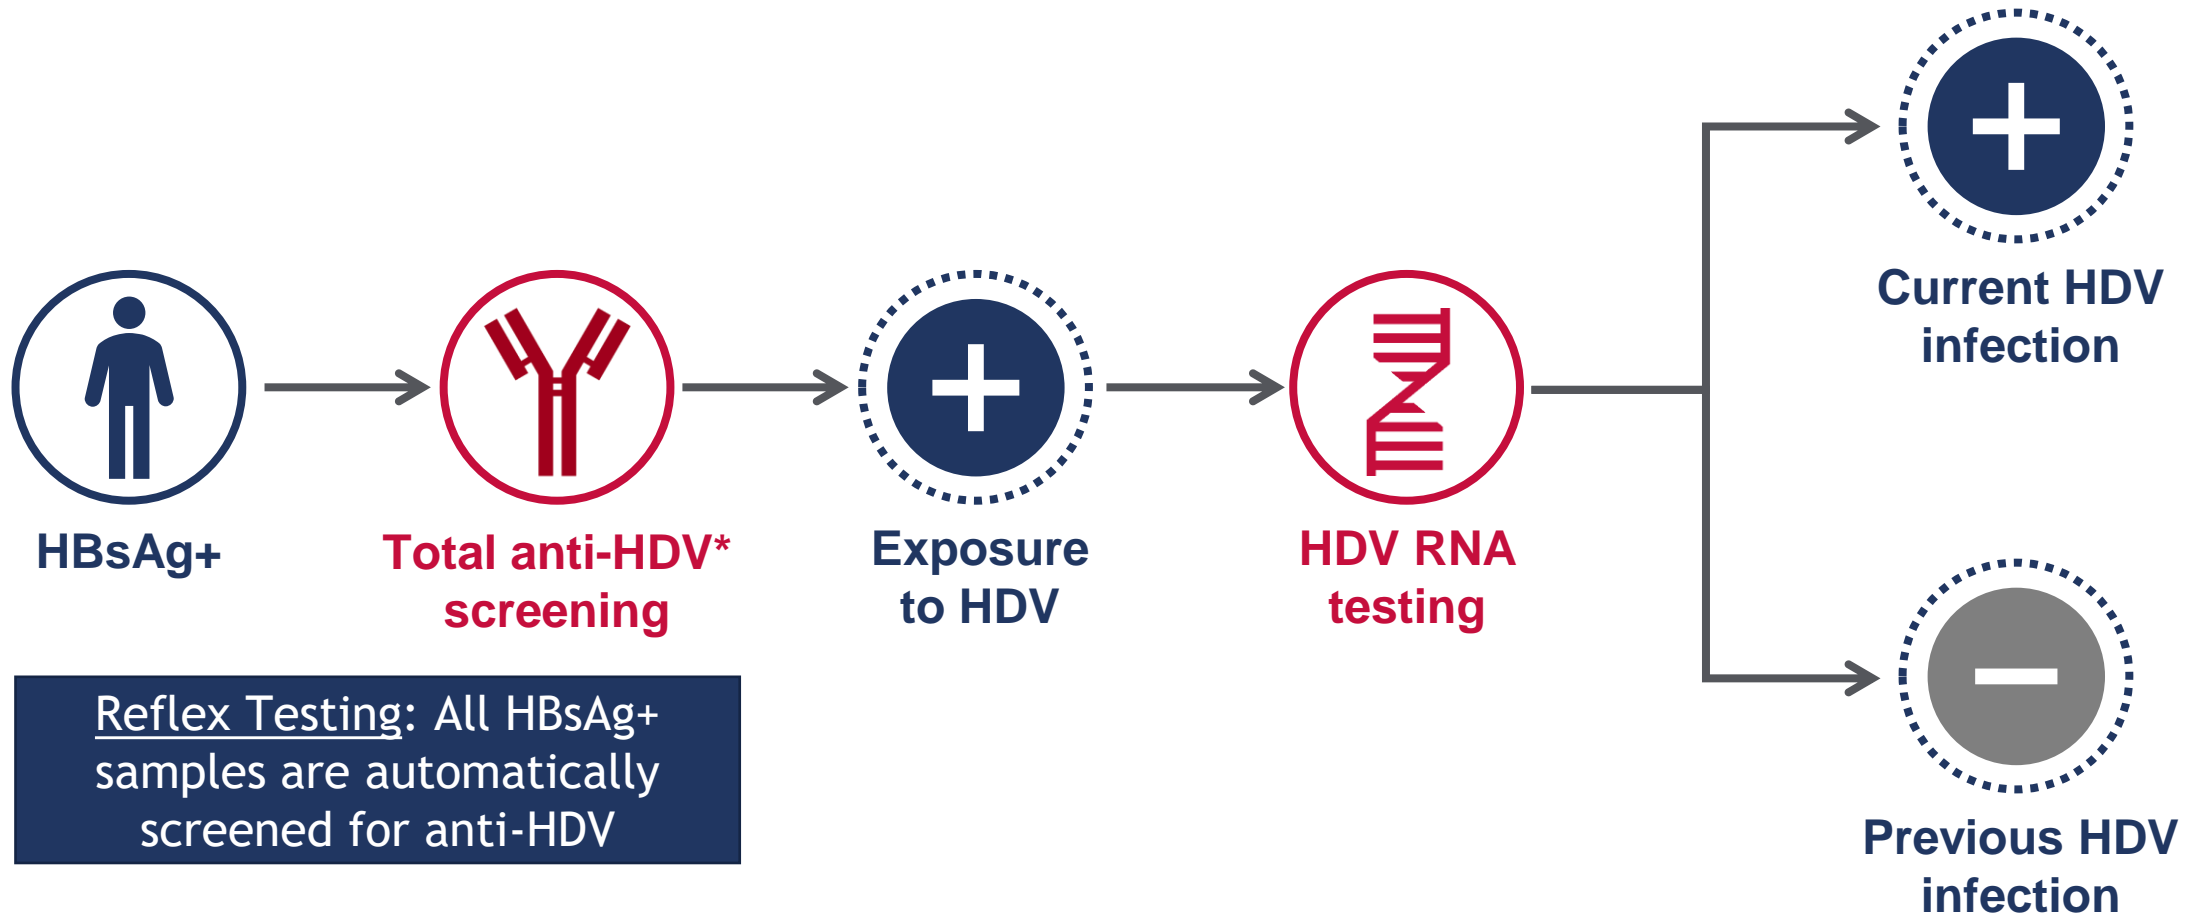 HBsAg+
Total anti-HDV*
screening
Exposure
to HDV
HDV RNA
testing
Current HDV
infection
Previous HDV
infection
Reflex Testing: All HBsAg+
samples are automatically
screened for anti-HDV